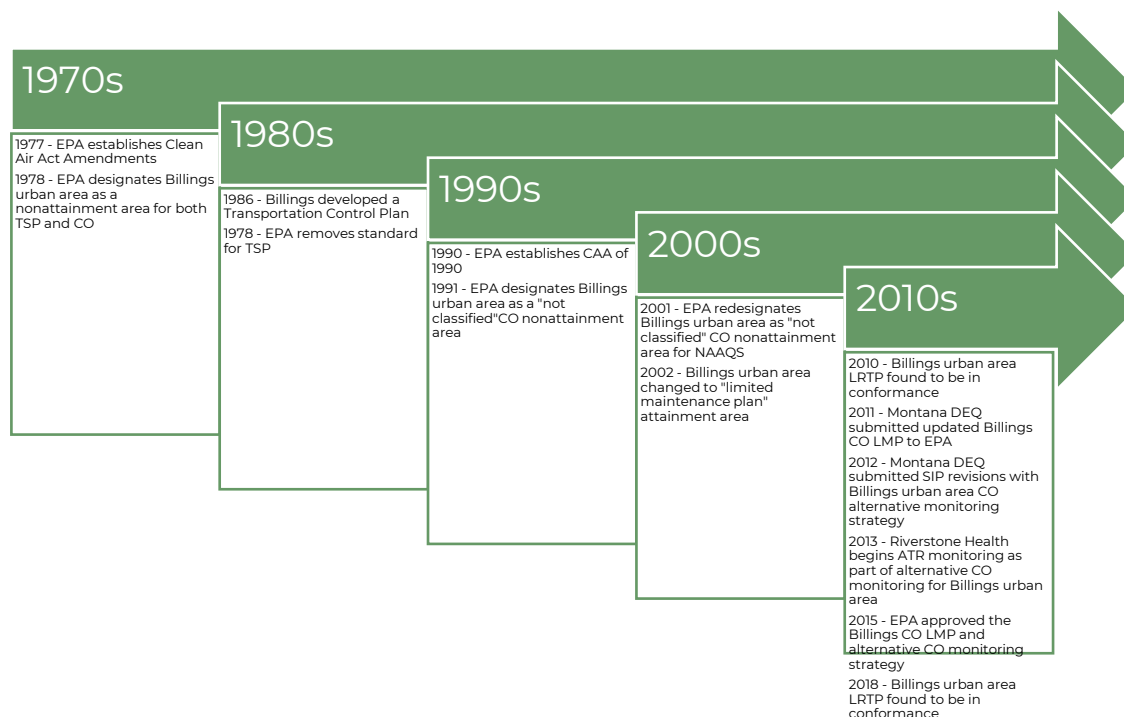 1970s
1977 - EPA establishes Clean
Air Act Amendments
1978 - EPA designates Billings
urban area as a
nonattainment area for both
TSP and CO
1980s
1986 - Billings developed a
Transportation Control Plan
1978 - EPA removes standard
for TSP
1990s
1990 - EPA establishes CAA of
1990
1991 - EPA designates Billings
urban area as a "not
classified"CO nonattainment
area
2000s
2001 - EPA redesignates
Billings urban area as "not
classified" CO nonattainment
area for NAAQS
2002 - Billings urban area
changed to "limited
maintenance plan"
attainment area
2010s
2010 - Billings urban area
LRTP found to be in
conformance
2011 - Montana DEQ
submitted updated Billings
CO LMP to EPA
2012 - Montana DEQ
submitted SIP revisions with
Billings urban area CO
alternative monitoring
strategy
2013 - Riverstone Health
begins ATR monitoring as
part of alternative CO
monitoring for Billings urban
area
2015 - EPA approved the
Billings CO LMP and
alternative CO monitoring
strategy
2018 - Billings urban area
LRTP found to be in
conformance